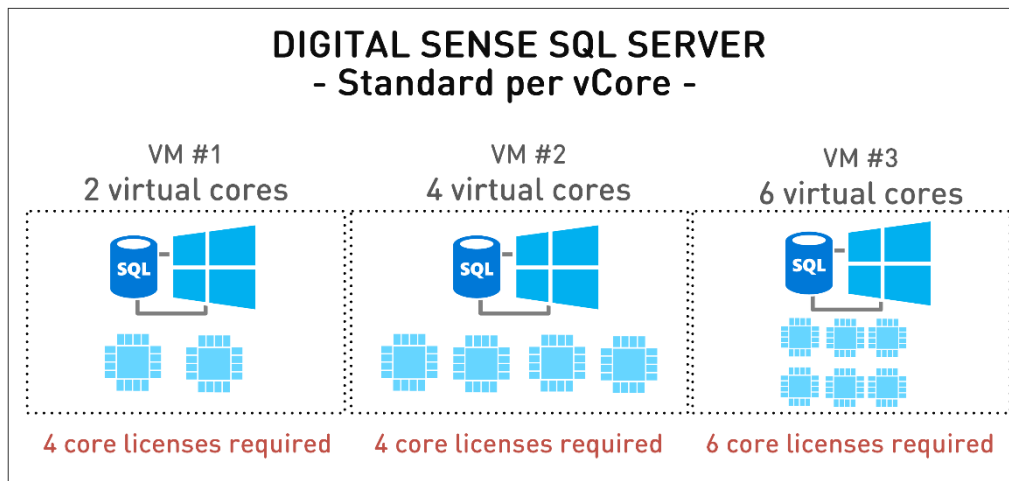 DIGITAL SENSE SQL SERVER
- Standard per vCore -
VM #1
2 virtual cores
VM #2
4 virtual cores
VM #3
6 virtual cores
SQL
SQL
SQL
4 core licenses required
4 core licenses required
6 core licenses required